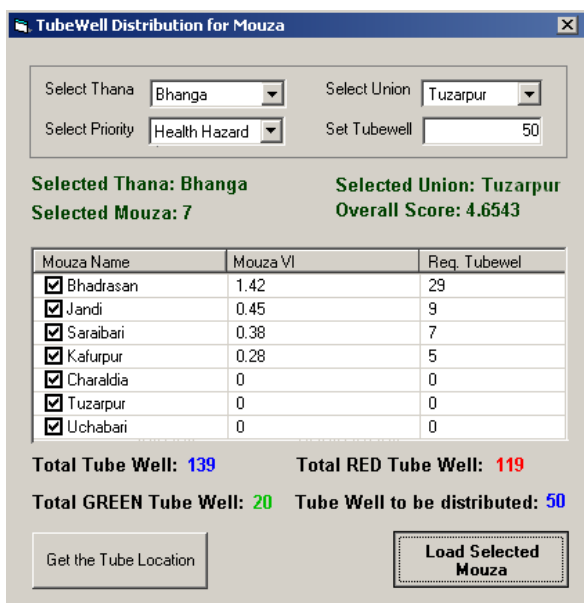 TubeWell Distribution for Mouza
Select Thana Bhanga Select Union Tuzarpur
Select Priority Health Hazard Set Tubewell 50
Selected Thana: Bhanga Selected Union: Tuzarpur
Selected Mouza: 7 Overall Score: 4.6543
Mouza Name Mouza VI Req. Tubewel
Bhadrasan 1.42 29
Jandi 0.45 9
Saraibari 0.38 7
Kafurpur 0.28 5
Charaldia 0 0
Tuzarpur 0 0
Uchabari 0 0
Total Tube Well: 139 Total RED Tube Well: 119
Total GREEN Tube Well: 20 Tube Well to be distributed: 50
Get the Tube Location Load Selected
Mouza